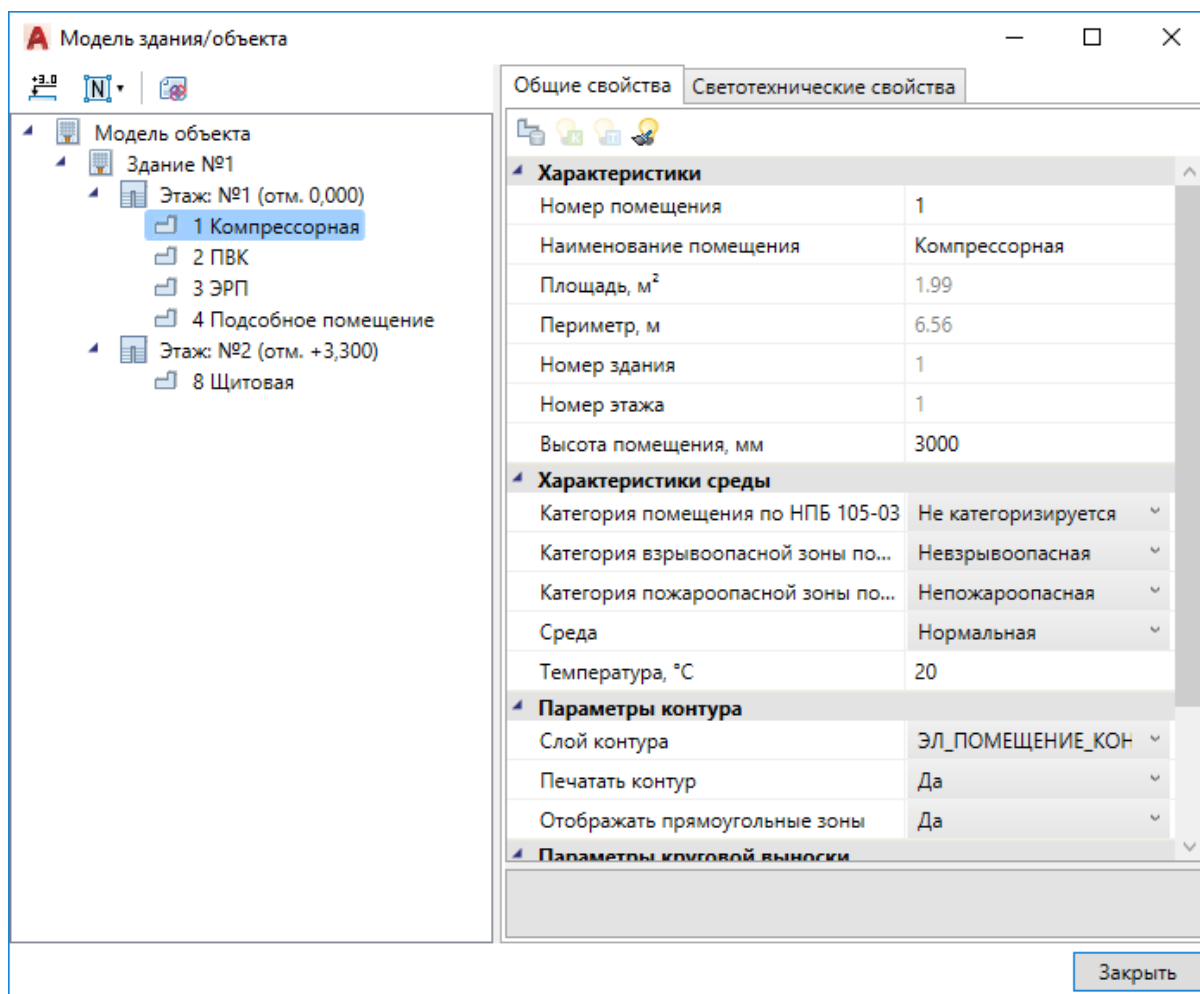 Модель здания/объекта
Общие свойства
Светотехнические свойства
Модель объекта
Здание №1
Этаж: №1 (отм. 0,000)
1 Компрессорная
2 ПВК
3 ЭРП
4 Подсобное помещение
Этаж: №2 (отм. +3,300)
8 Щитовая
Характеристики
Номер помещения 1
Наименование помещения Компрессорная
Площадь, м² 1.99
Периметр, м 6.56
Номер здания 1
Номер этажа 1
Высота помещения, мм 3000
Характеристики среды
Категория помещения по НПБ 105-03 Не категоризируется
Категория взрывоопасной зоны по... Невзрывоопасная
Категория пожароопасной зоны по... Непожароопасная
Среда Нормальная
Температура, °C 20
Параметры контура
Слой контура ЭЛ_ПОМЕЩЕНИЕ_КОН
Печатать контур Да
Отображать прямоугольные зоны Да
Параметры круговой выноски
Закрыть